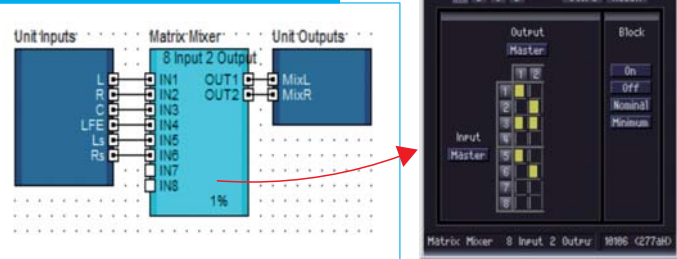 Unit Inputs
Matrix Mixer
Unit Outputs
8 Input 2 Output
L
R
C
LFE
Ls
Rs
IN1
IN2
IN3
IN4
IN5
IN6
IN7
IN8
OUT1
OUT2
MixL
MixR
1%
Output
Master
1 2
Input
Master
1
2
3
4
5
6
7
8
Block
On
Off
Nominal
Minimum
Matrix Mixer 8 Input 2 Outpu 10106 (277aH)